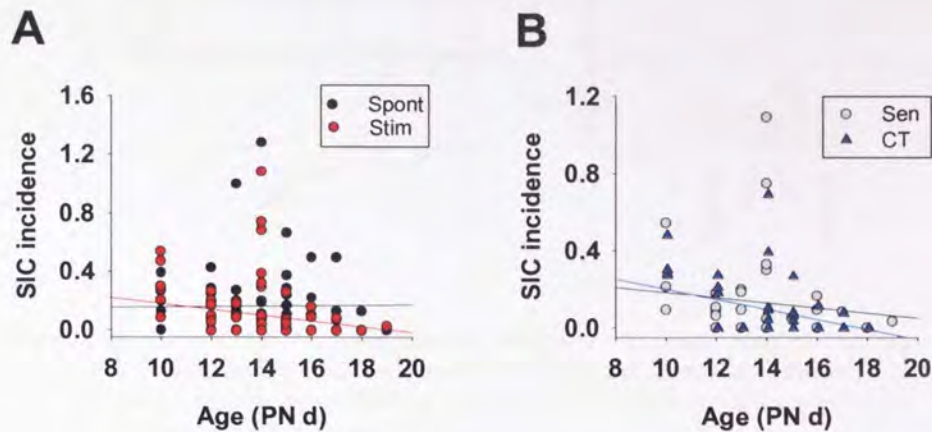 A
SIC incidence
1.6
1.2
0.8
0.4
0.0
Spont
Stim
8 10 12 14 16 18 20
Age (PN d)
B
SIC incidence
1.2
0.8
0.4
0.0
Sen
CT
8 10 12 14 16 18 20
Age (PN d)